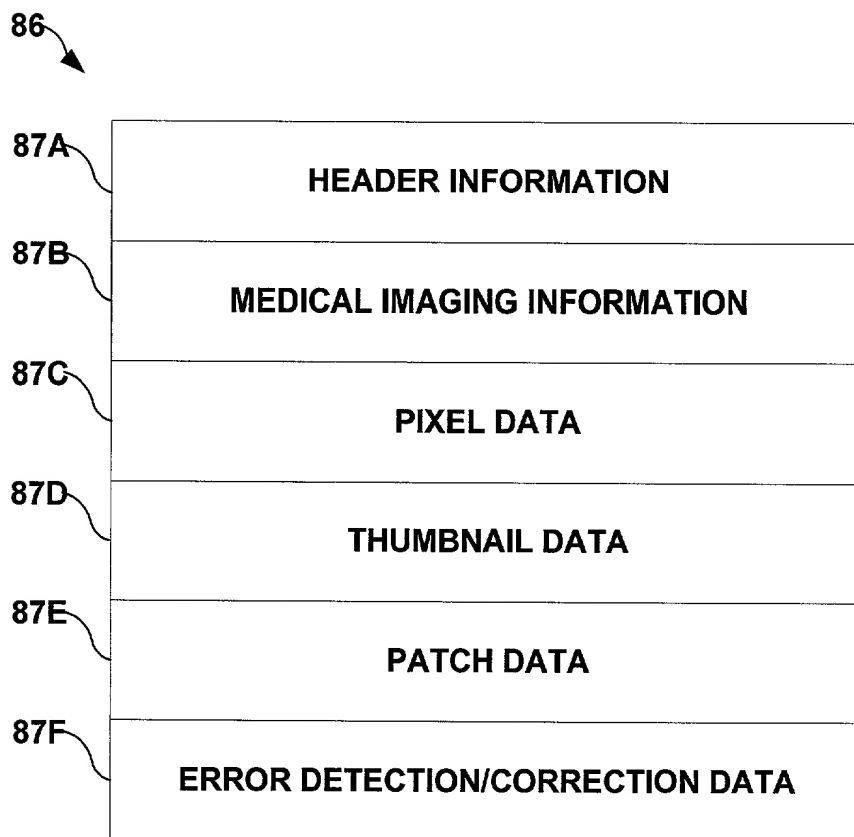 86
87A
HEADER INFORMATION
87B
MEDICAL IMAGING INFORMATION
87C
PIXEL DATA
87D
THUMBNAIL DATA
87E
PATCH DATA
87F
ERROR DETECTION/CORRECTION DATA